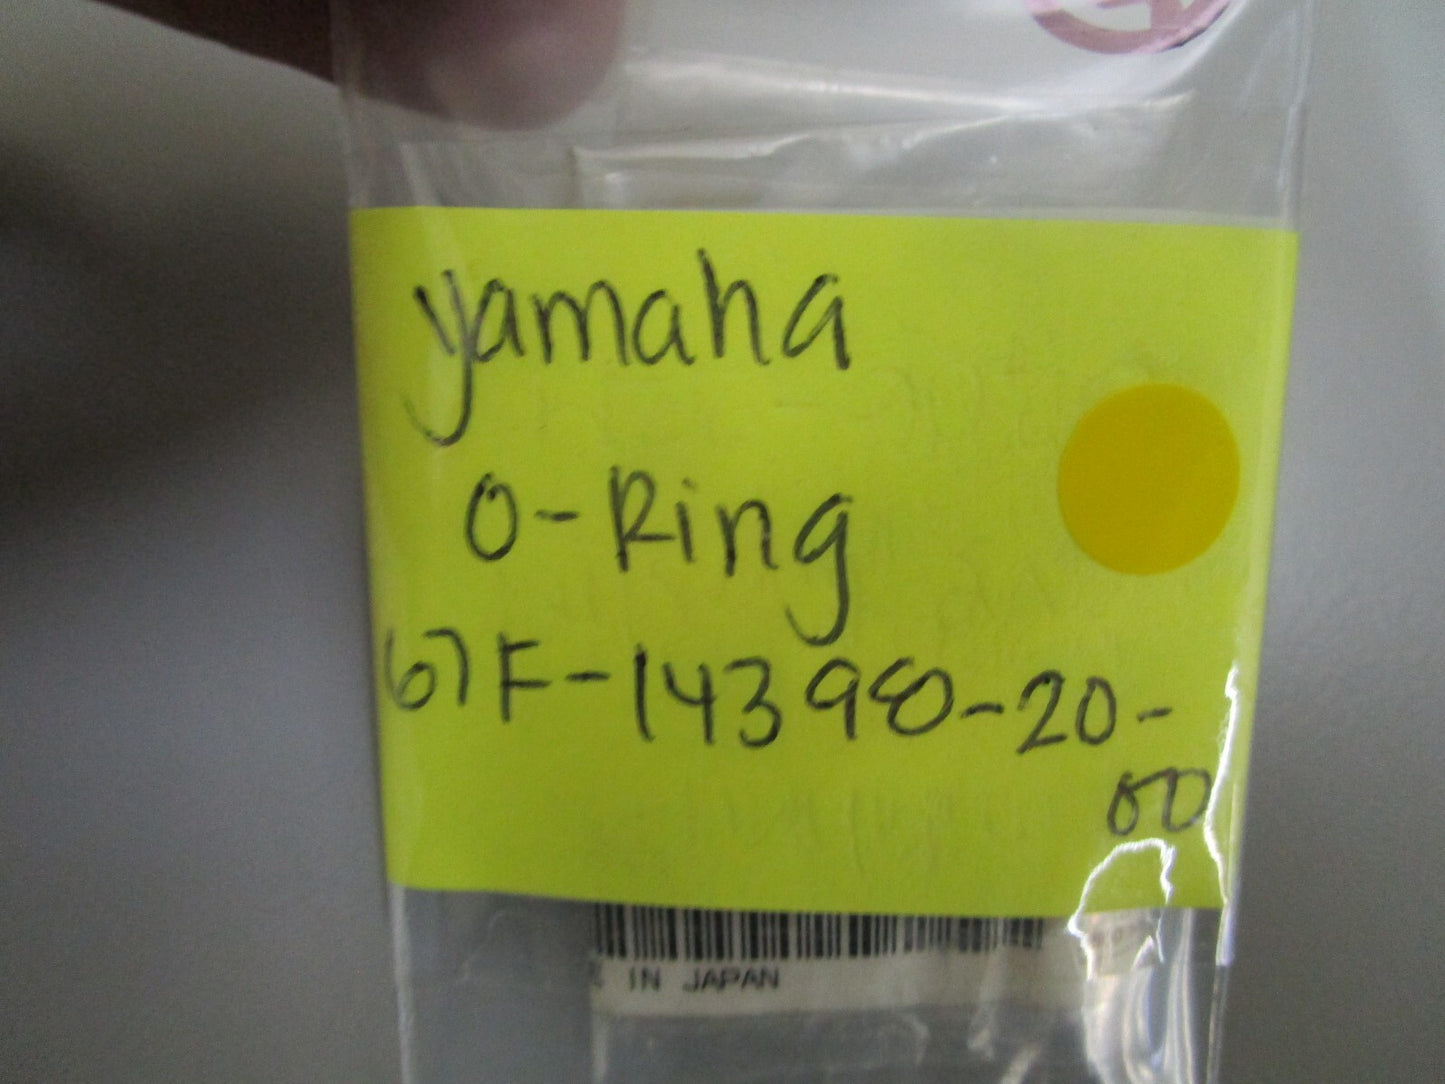 yamaha
O-Ring
67F-14398-20-
00
IN JAPAN